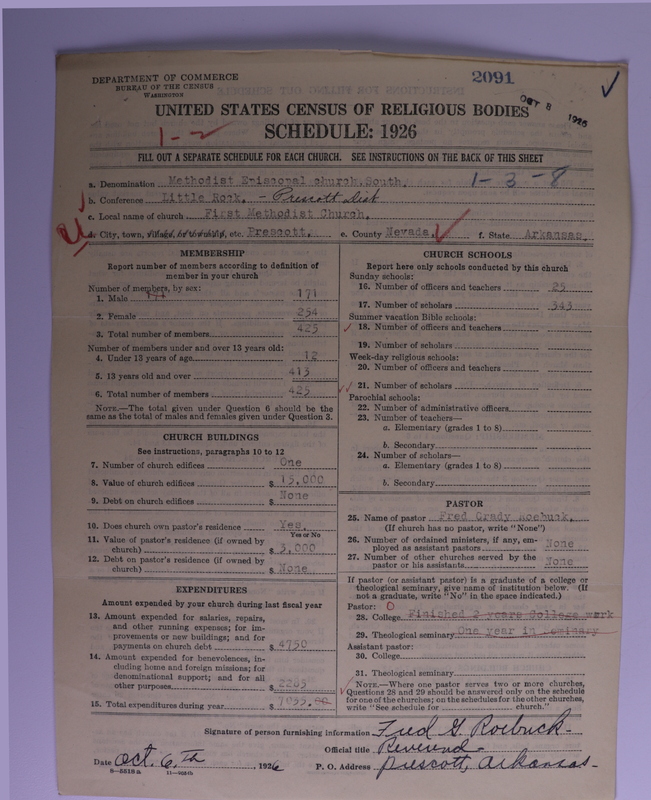 DEPARTMENT OF COMMERCE
BUREAU OF THE CENSUS
WASHINGTON
2091
OCT 8 1926
UNITED STATES CENSUS OF RELIGIOUS BODIES
1-2
SCHEDULE: 1926
FILL OUT A SEPARATE SCHEDULE FOR EACH CHURCH. SEE INSTRUCTIONS ON THE BACK OF THIS SHEET
a. Denomination Methodist Episcopal church, South, 1-3-8
b. Conference Little Rock. - Prescott Dist
c. Local name of church First Methodist Church,
d. City, town, village, or township, etc. Prescott, e. County Nevada, f. State Arkansas,
MEMBERSHIP
Report number of members according to definition of
member in your church
Number of members, by sex:
1. Male 171 171
2. Female 254
3. Total number of members 425
Number of members under and over 13 years old:
4. Under 13 years of age 12
5. 13 years old and over 413
6. Total number of members 425
NOTE.—The total given under Question 6 should be the
same as the total of males and females given under Question 3.
CHURCH BUILDINGS
See instructions, paragraphs 10 to 12
7. Number of church edifices One
8. Value of church edifices $ 15,000
9. Debt on church edifices $ None
10. Does church own pastor's residence Yes,
Yes or No
11. Value of pastor's residence (if owned by
church) $ 3,000
12. Debt on pastor's residence (if owned by
church) $ None
EXPENDITURES
Amount expended by your church during last fiscal year
13. Amount expended for salaries, repairs,
and other running expenses; for im-
provements or new buildings; and for
payments on church debt $ 4750
14. Amount expended for benevolences, in-
cluding home and foreign missions; for
denominational support; and for all
other purposes $ 2285
15. Total expenditures during year $ 7035.00
CHURCH SCHOOLS
Report here only schools conducted by this church
Sunday schools:
16. Number of officers and teachers 25
17. Number of scholars 343
Summer vacation Bible schools:
18. Number of officers and teachers
19. Number of scholars
Week-day religious schools:
20. Number of officers and teachers
21. Number of scholars
Parochial schools:
22. Number of administrative officers
23. Number of teachers—
a. Elementary (grades 1 to 8)
b. Secondary
24. Number of scholars—
a. Elementary (grades 1 to 8)
b. Secondary
PASTOR
25. Name of pastor Fred Grady Roebuck,
(If church has no pastor, write "None")
26. Number of ordained ministers, if any, em-
ployed as assistant pastors None
27. Number of other churches served by the
pastor or his assistants None
If pastor (or assistant pastor) is a graduate of a college or
theological seminary, give name of institution below. (If
not a graduate, write "No" in the space indicated.)
Pastor: 0
28. College Finished 2 years College work
29. Theological seminary One year in Seminary
Assistant pastor:
30. College
31. Theological seminary
NOTE.—Where one pastor serves two or more churches,
Questions 28 and 29 should be answered only on the schedule
for one of the churches; on the schedules for the other churches,
write "See schedule for church."
Signature of person furnishing information Fred G. Roebuck-
Official title Reverend-
Date Oct. 6, th, 1926 P. O. Address Prescott, Arkansas-
8—5518a 11—9684b